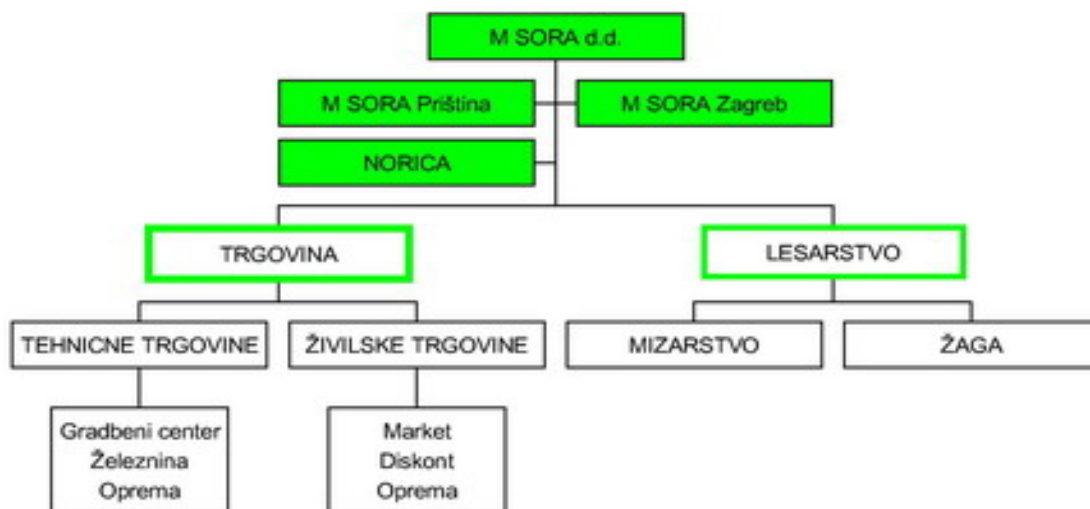 M SORA d.d.
M SORA Priština
M SORA Zagreb
NORICA
TRGOVINA
LESARSTVO
TEHNICNE TRGOVINE
ŽIVILSKE TRGOVINE
MIZARSTVO
ŽAGA
Gradbeni center
Železnina
Oprema
Market
Diskont
Oprema